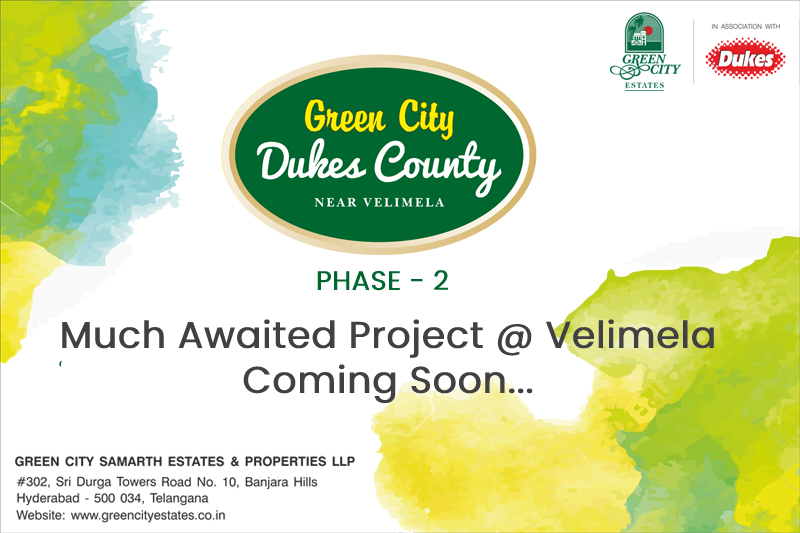 GREEN
CITY
ESTATES
IN ASSOCIATION WITH
Dukes
Green City
Dukes County
NEAR VELIMELA
PHASE - 2
Much Awaited Project @ Velimela
Coming Soon...
GREEN CITY SAMARTH ESTATES & PROPERTIES LLP
#302, Sri Durga Towers Road No. 10, Banjara Hills
Hyderabad - 500 034, Telangana
Website: www.greencityestates.co.in